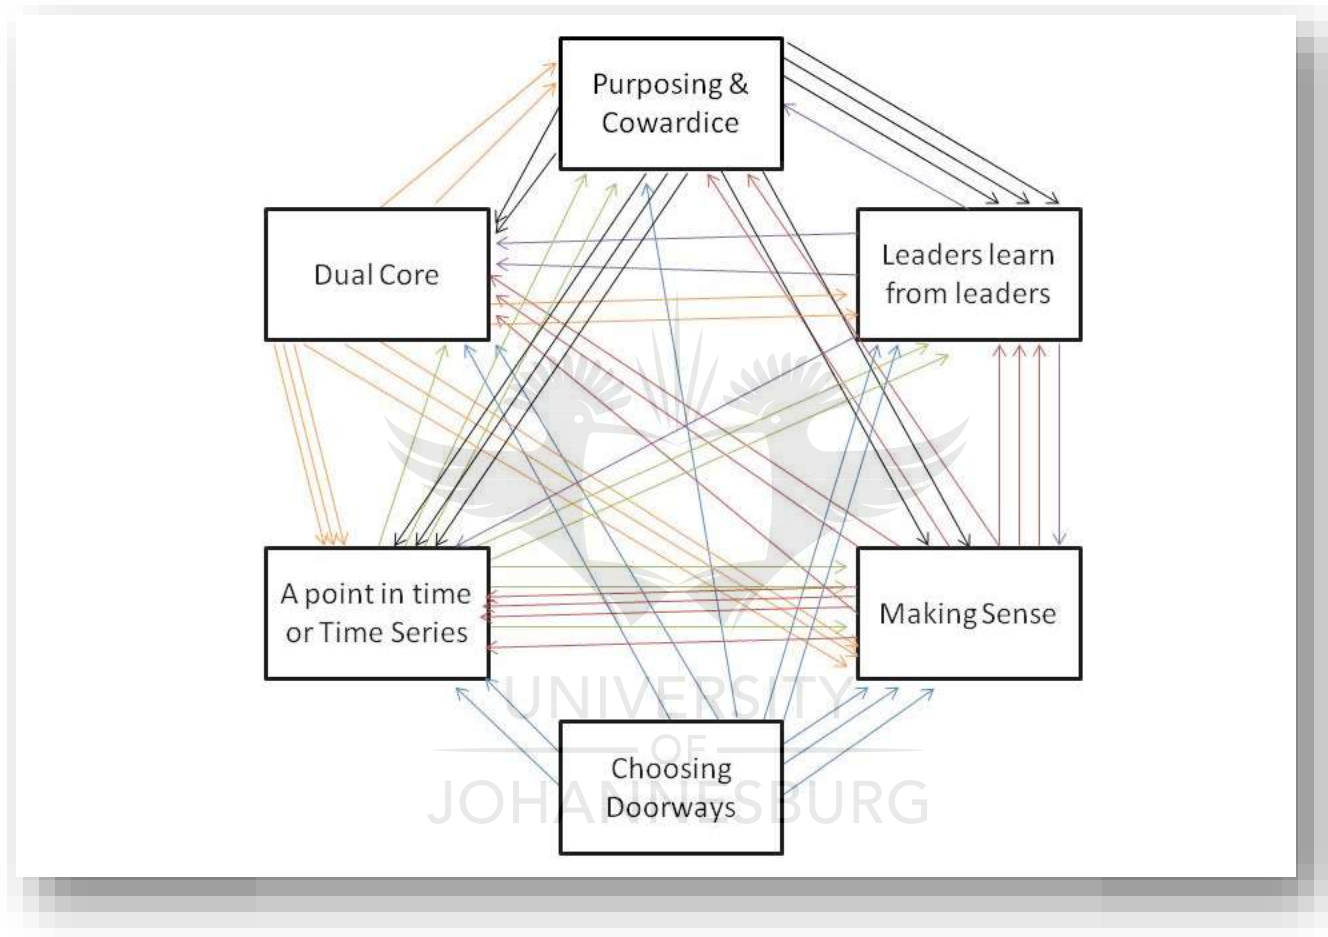 Purposing &
Cowardice
Dual Core
Leaders learn
from leaders
A point in time
or Time Series
Making Sense
Choosing
Doorways
UNIVERSITY
OF
JOHANNESBURG